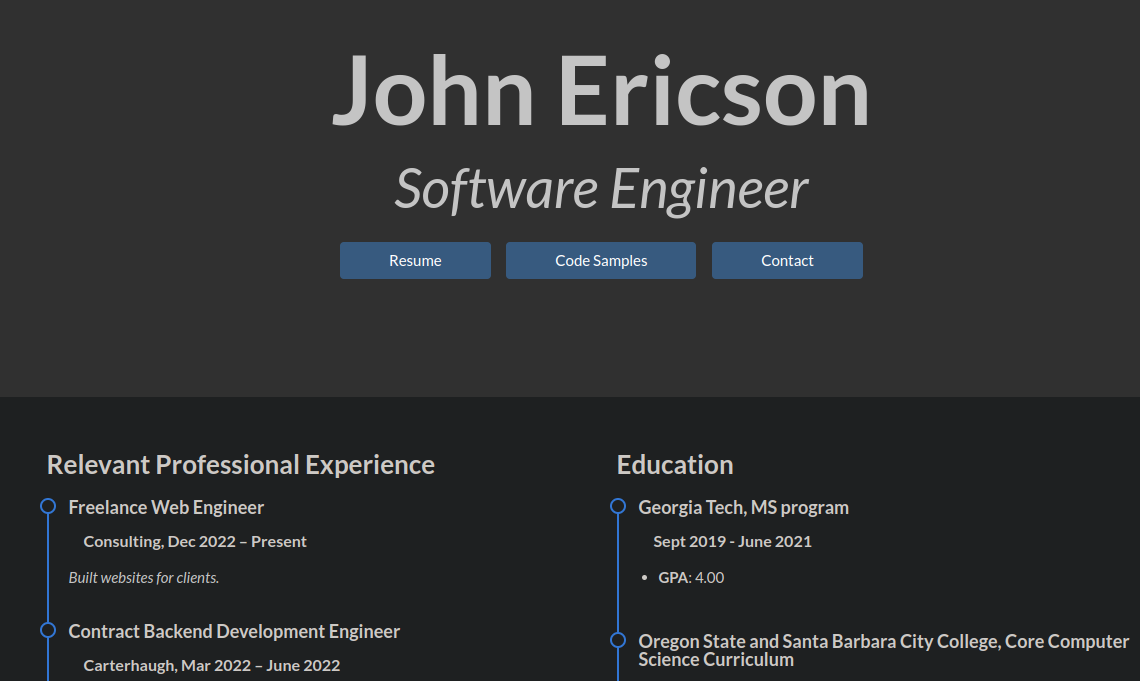 John Ericson
Software Engineer
Resume
Code Samples
Contact
Relevant Professional Experience
Freelance Web Engineer
Consulting, Dec 2022 – Present
Built websites for clients.
Contract Backend Development Engineer
Carterhaugh, Mar 2022 – June 2022
Education
Georgia Tech, MS program
Sept 2019 - June 2021
• GPA: 4.00
Oregon State and Santa Barbara City College, Core Computer
Science Curriculum